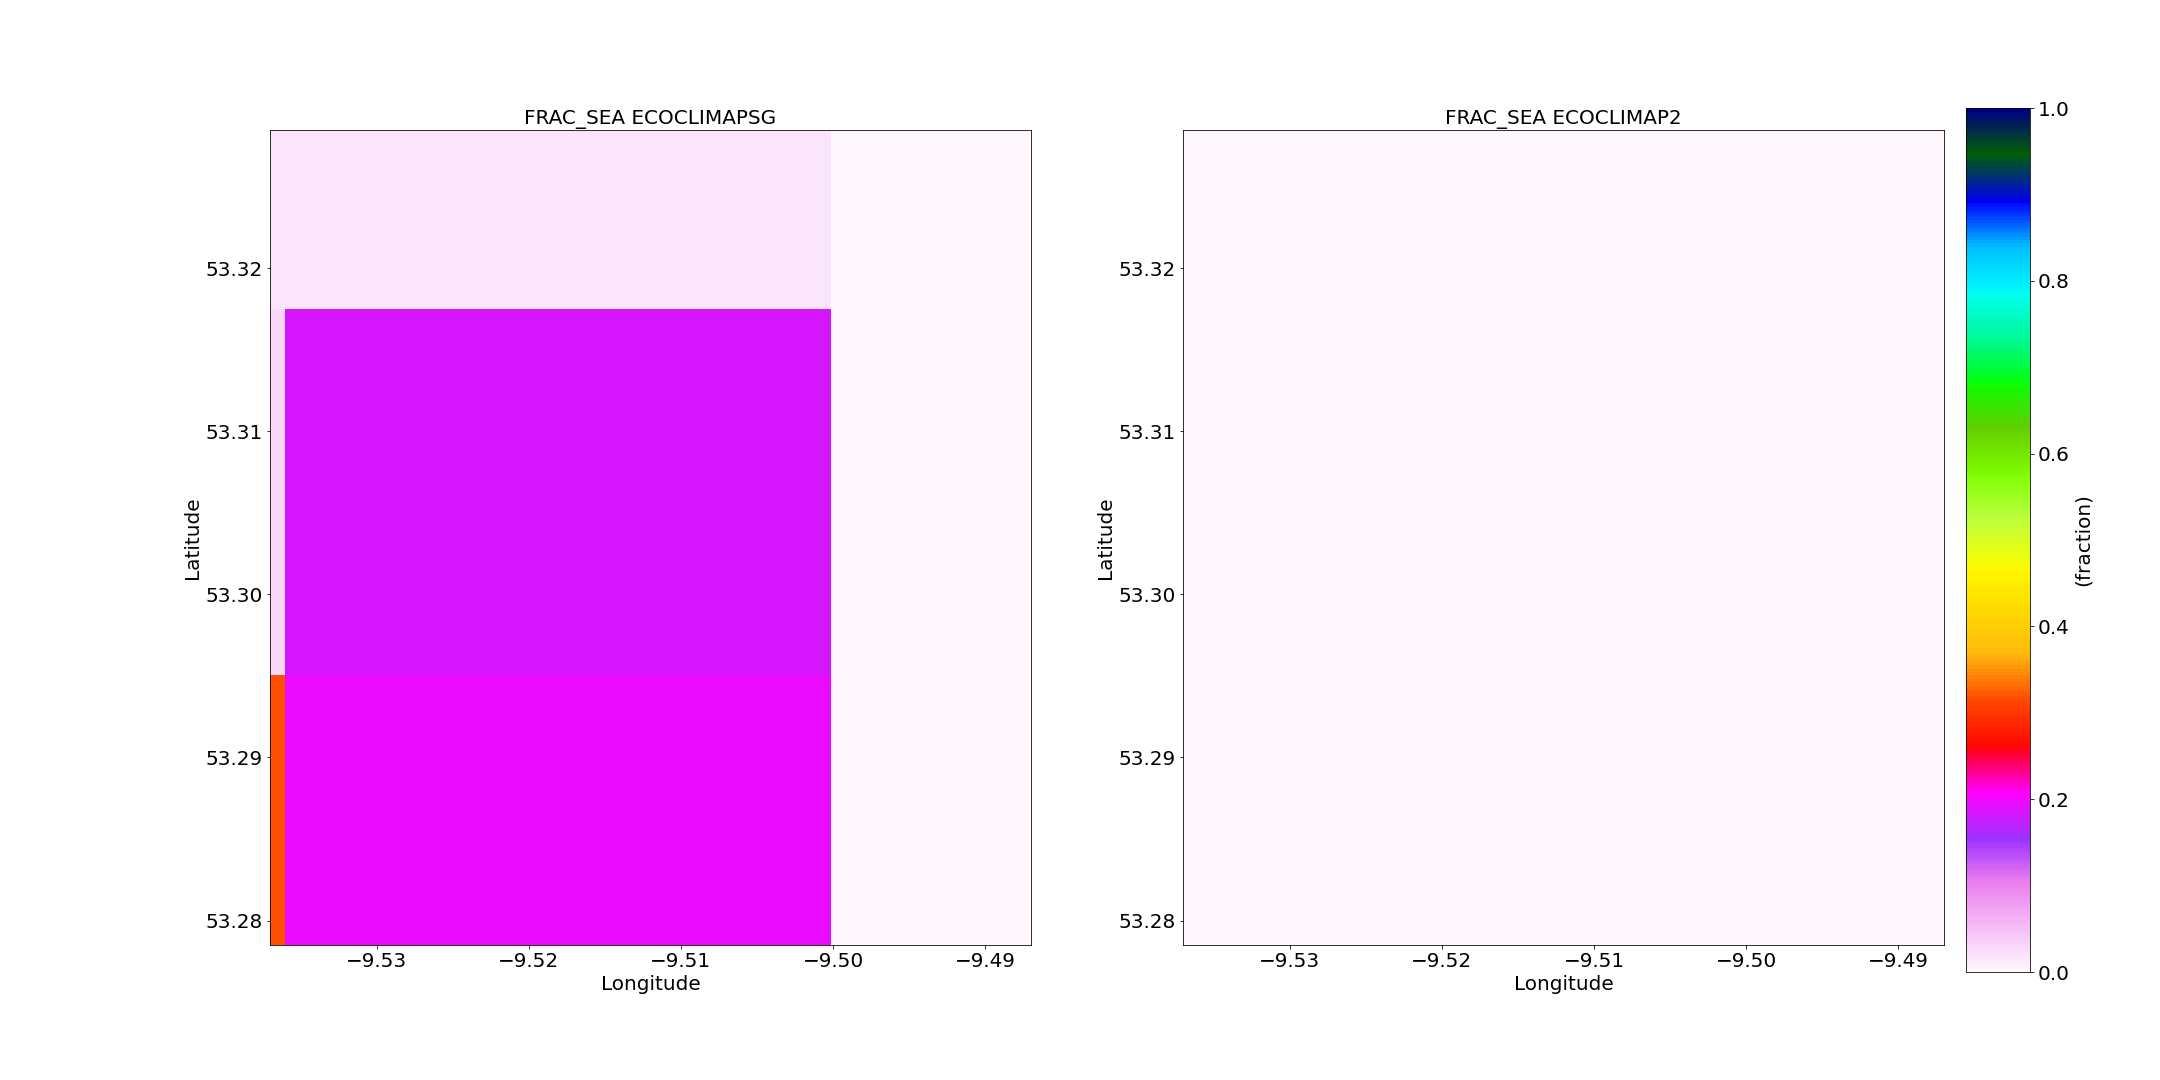 FRAC_SEA ECOCLIMAPSG
53.32
53.31
53.30
53.29
53.28
Latitude
−9.53 −9.52 −9.51 −9.50 −9.49
Longitude
FRAC_SEA ECOCLIMAP2
53.32
53.31
53.30
53.29
53.28
Latitude
−9.53 −9.52 −9.51 −9.50 −9.49
Longitude
1.0
0.8
0.6
0.4
0.2
0.0
(fraction)